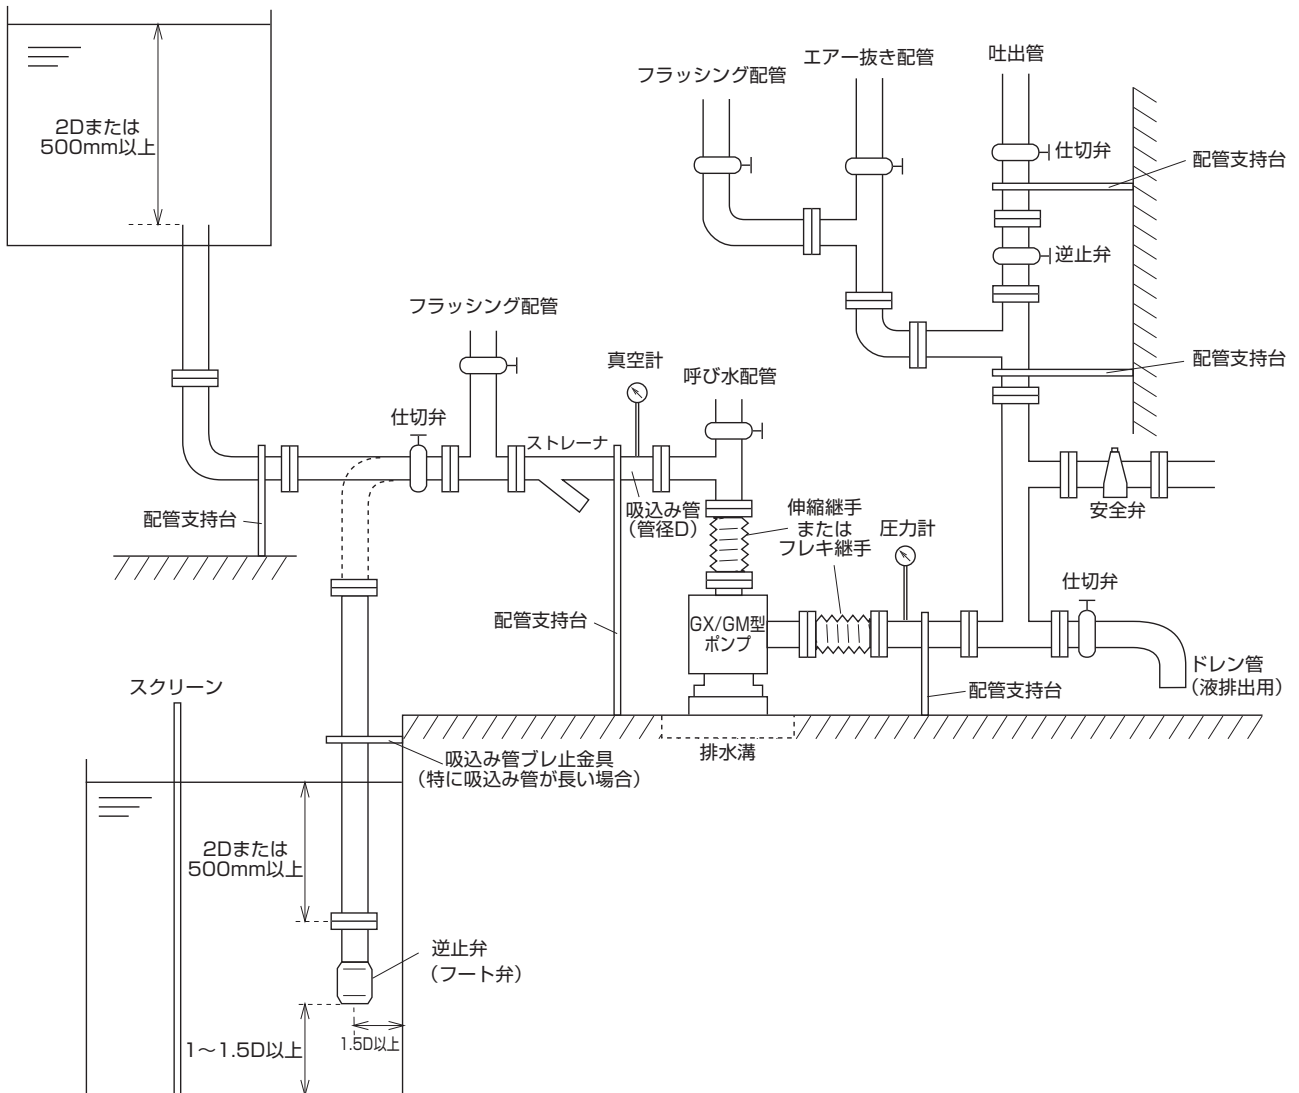 エアー抜き配管
吐出管
フラッシング配管
2Dまたは
500mm以上
仕切弁
配管支持台
逆止弁
フラッシング配管
真空計
呼び水配管
配管支持台
仕切弁
ストレーナ
吸込み管
（管径D）
伸縮継手
または
フレキ継手
圧力計
安全弁
配管支持台
仕切弁
配管支持台
GX/GM型
ポンプ
ドレン管
（液排出用）
配管支持台
スクリーン
排水溝
吸込み管ブレ止金具
（特に吸込み管が長い場合）
2Dまたは
500mm以上
逆止弁
（フート弁）
1～1.5D以上
1.5D以上